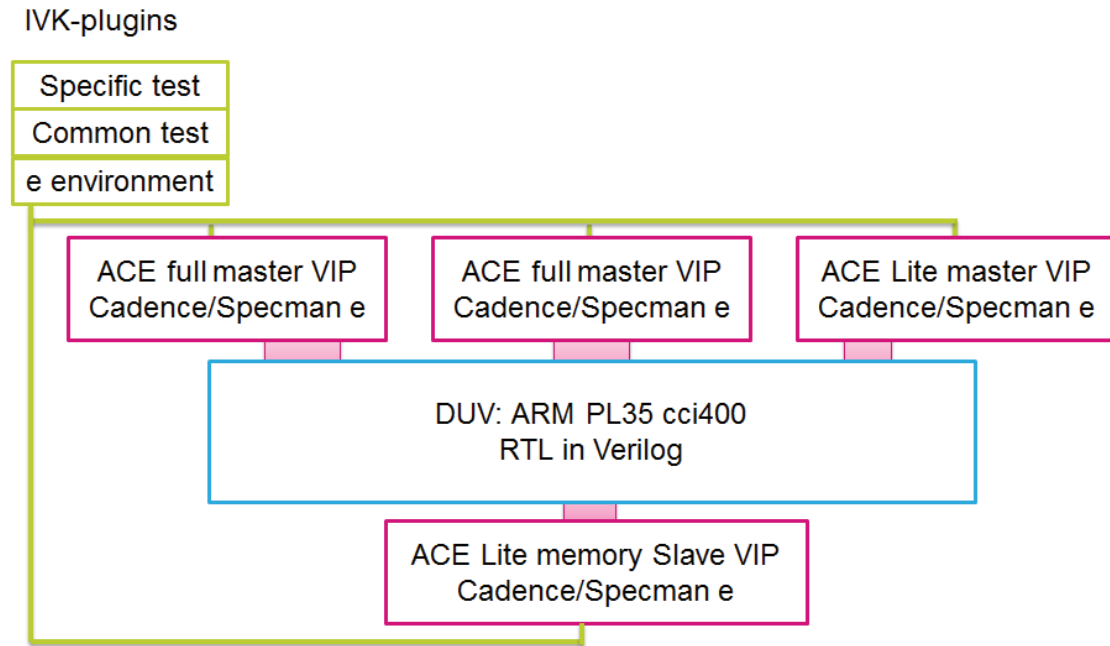 IVK-plugins
Specific test
Common test
e environment
ACE full master VIP
Cadence/Specman e
ACE full master VIP
Cadence/Specman e
ACE Lite master VIP
Cadence/Specman e
DUV: ARM PL35 cci400
RTL in Verilog
ACE Lite memory Slave VIP
Cadence/Specman e